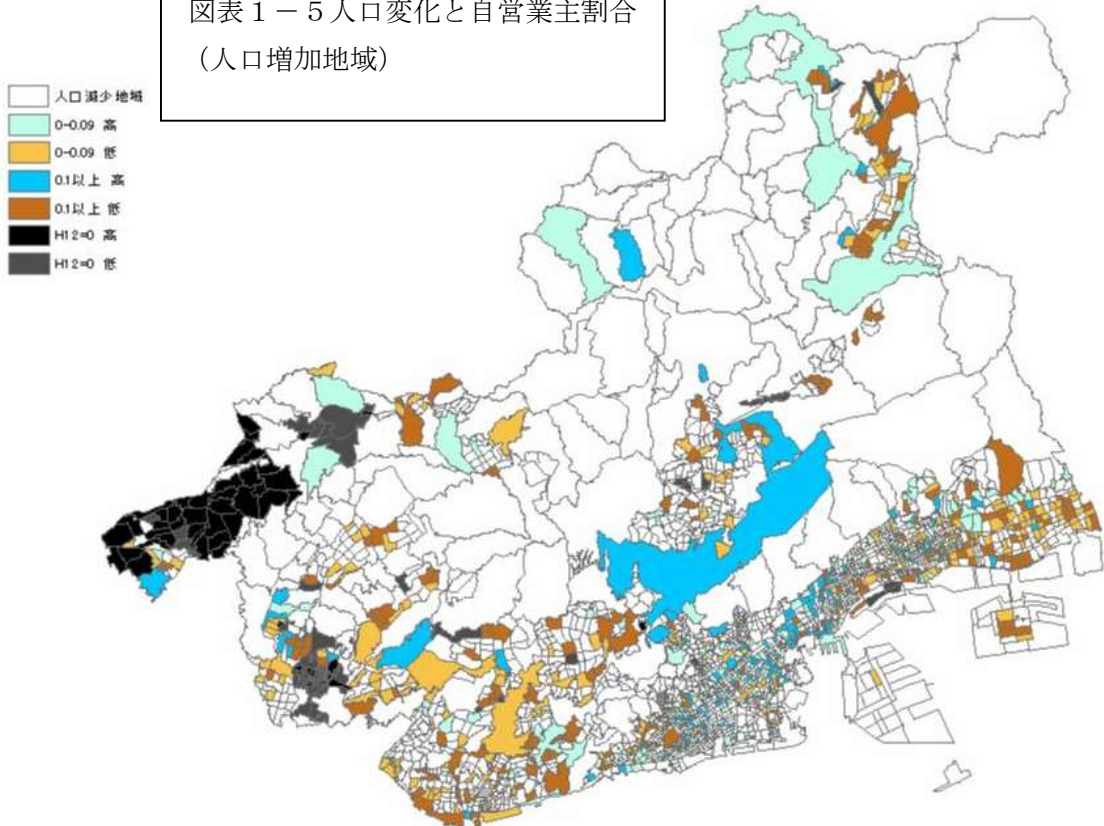 図表１－５人口変化と自営業主割合
（人口増加地域）
人口減少地域
0-0.09 高
0-0.09 低
0.1以上 高
0.1以上 低
H12=0 高
H12=0 低